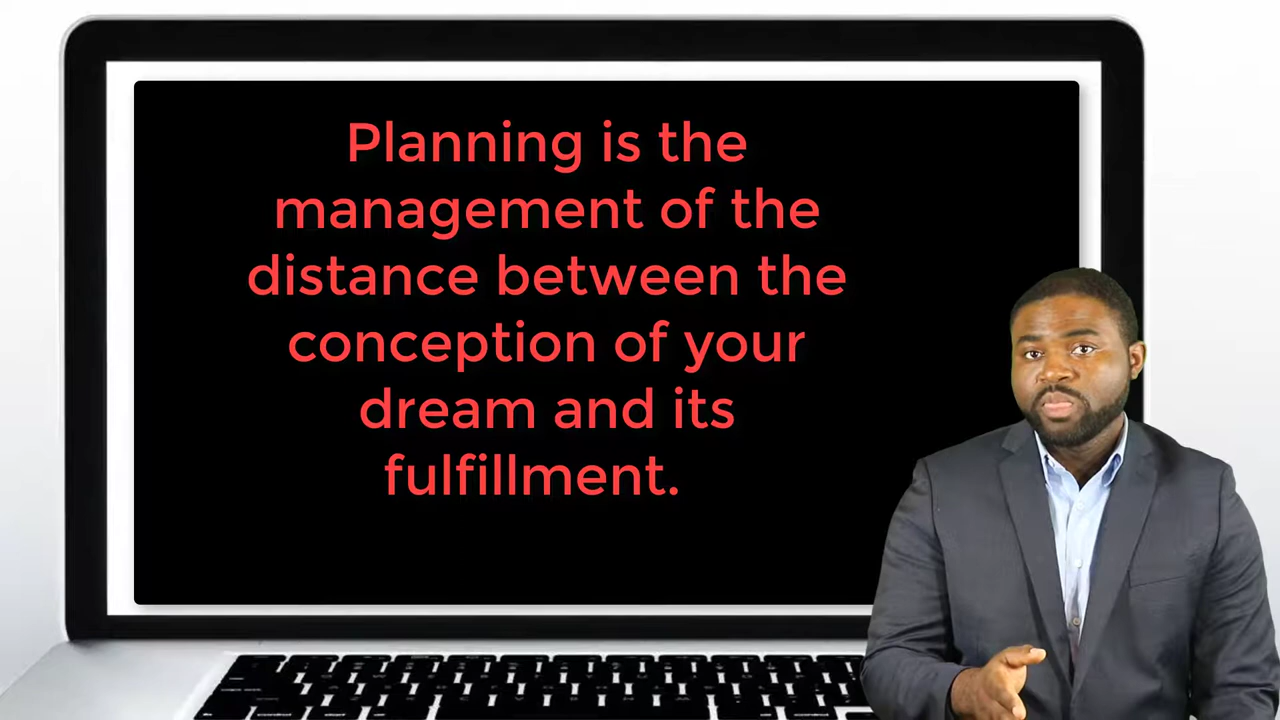 Planning is the
management of the
distance between the
conception of your
dream and its
fulfillment.